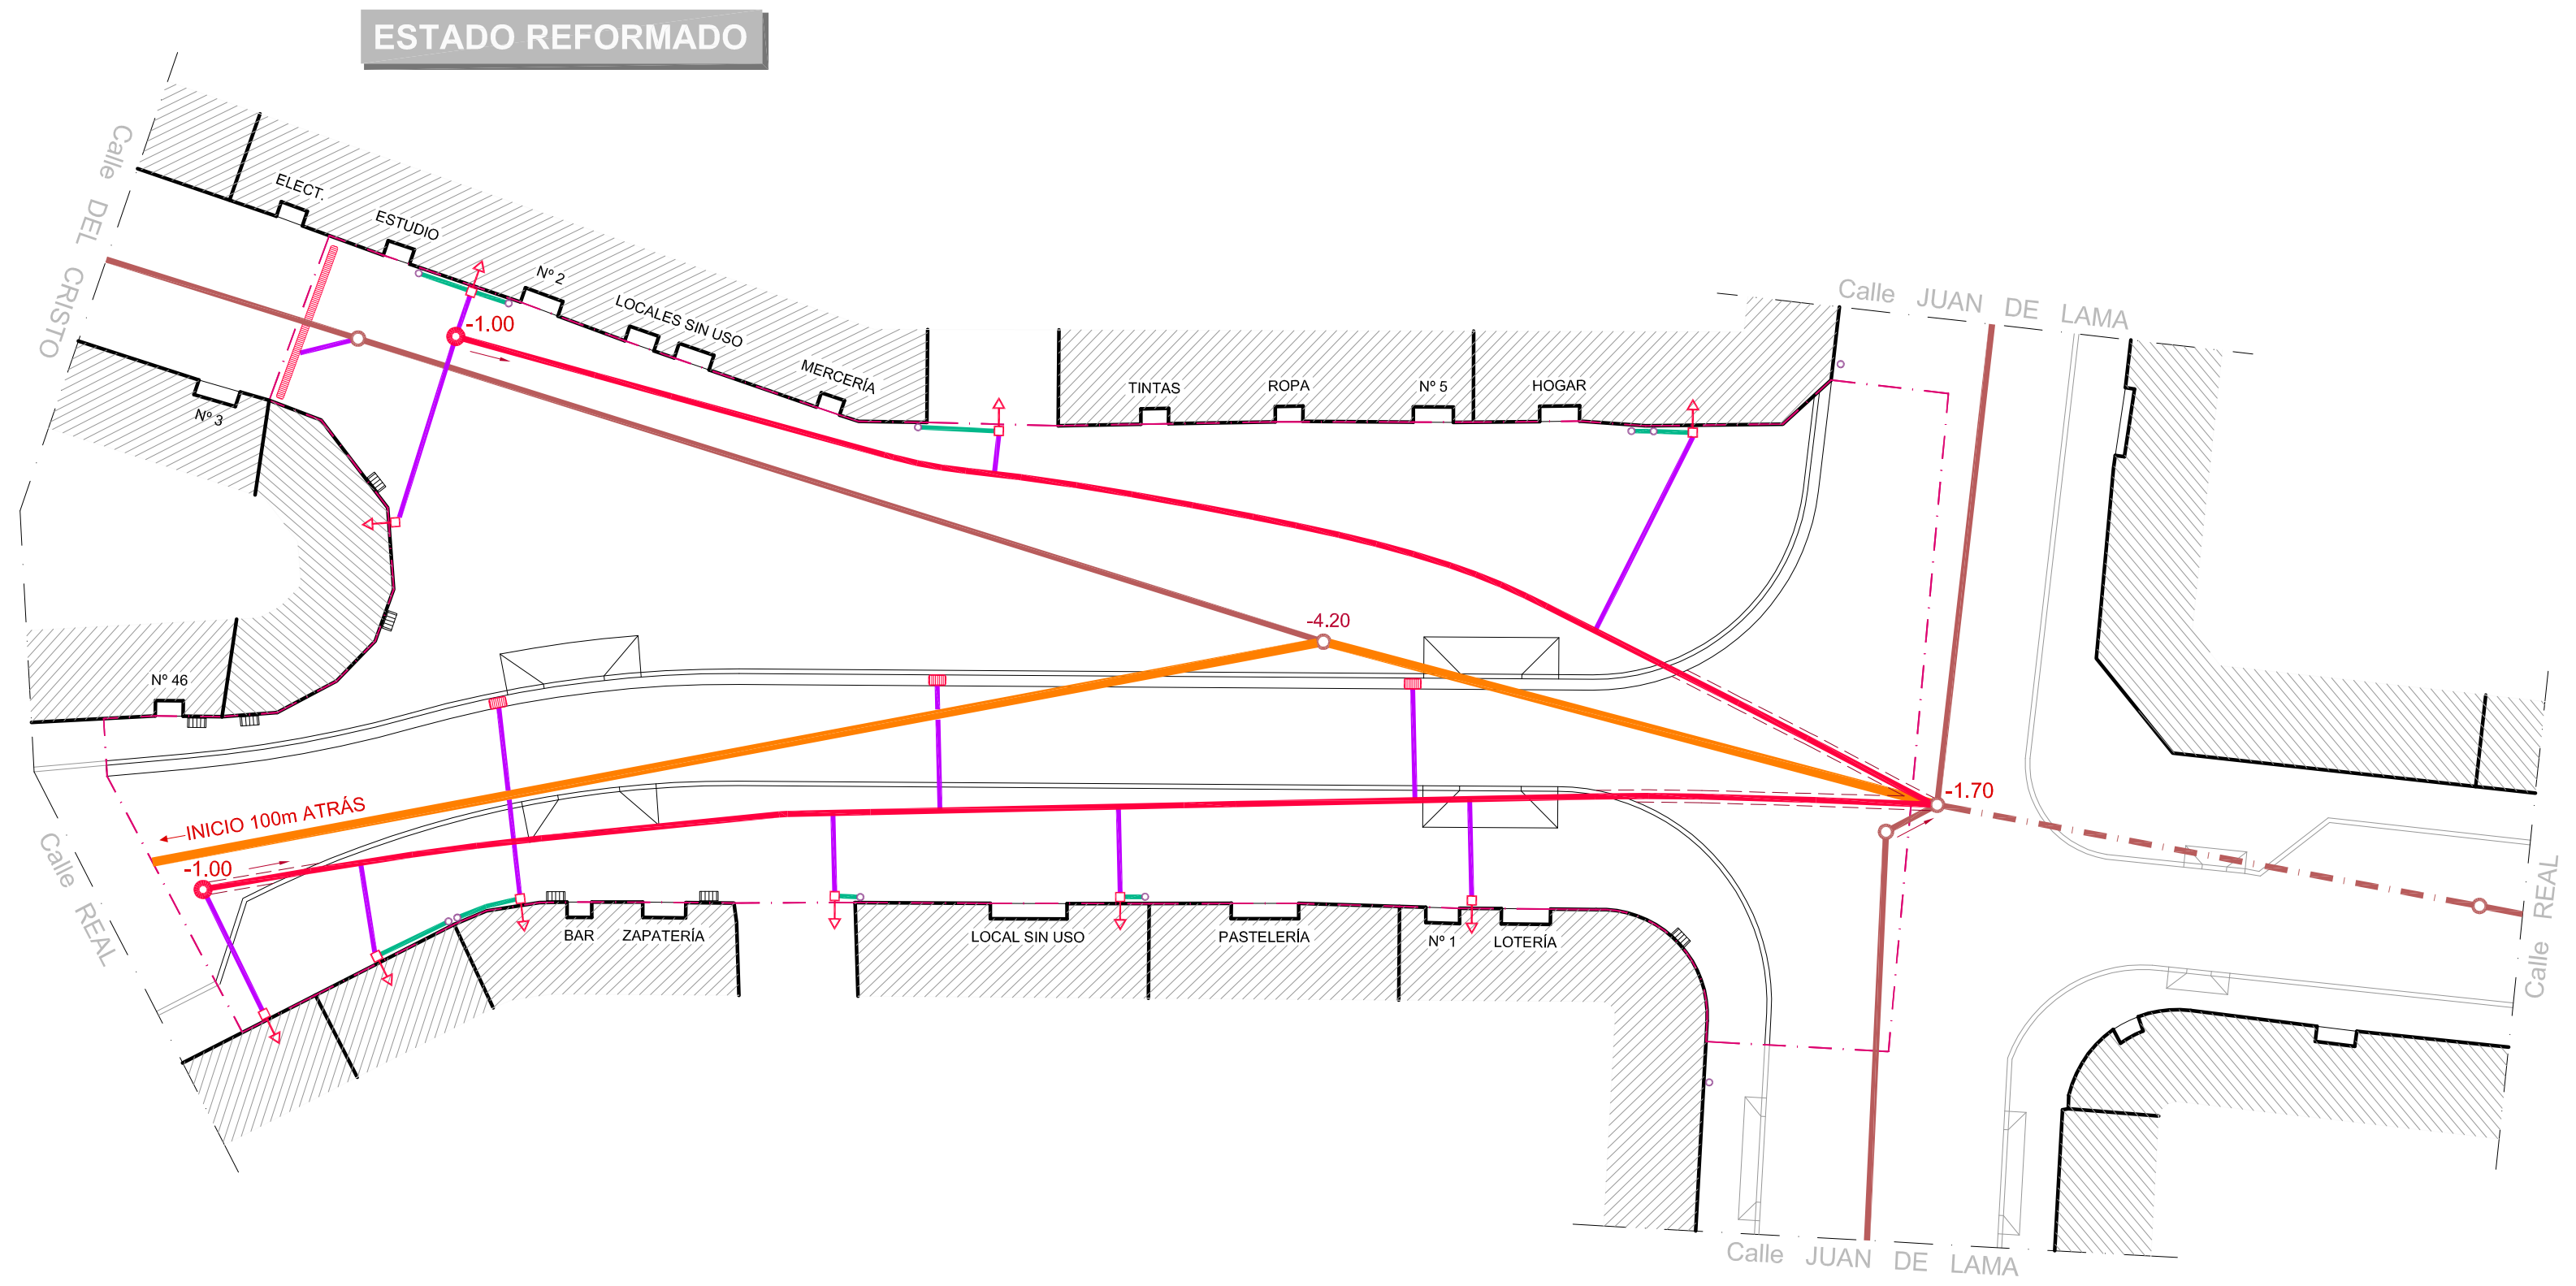 ESTADO REFORMADO
Calle DEL CRISTO
ELECT.
ESTUDIO
Nº 2
LOCALES SIN USO
MERCERÍA
-1.00
Nº 3
TINTAS
ROPA
Nº 5
HOGAR
Calle JUAN DE LAMA
-4.20
Nº 46
INICIO 100m ATRÁS
-1.00
-1.70
Calle REAL
BAR
ZAPATERÍA
LOCAL SIN USO
PASTELERÍA
Nº 1
LOTERÍA
Calle REAL
Calle JUAN DE LAMA